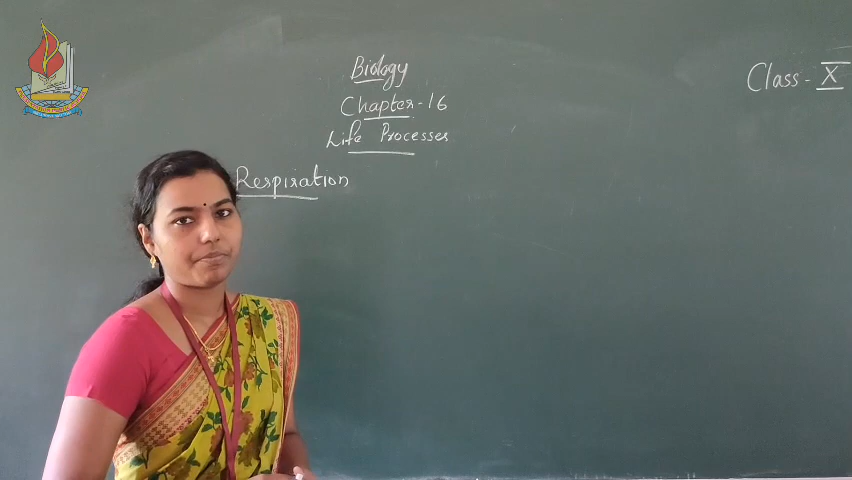 Biology
Class - X
Chapter - 16
Life Processes
Respiration